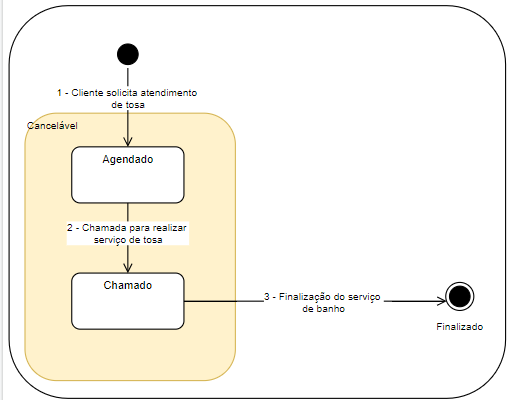 1 - Cliente solicita atendimento
de tosa
Cancelável
Agendado
2 - Chamada para realizar
serviço de tosa
Chamado
3 - Finalização do serviço
de banho
Finalizado